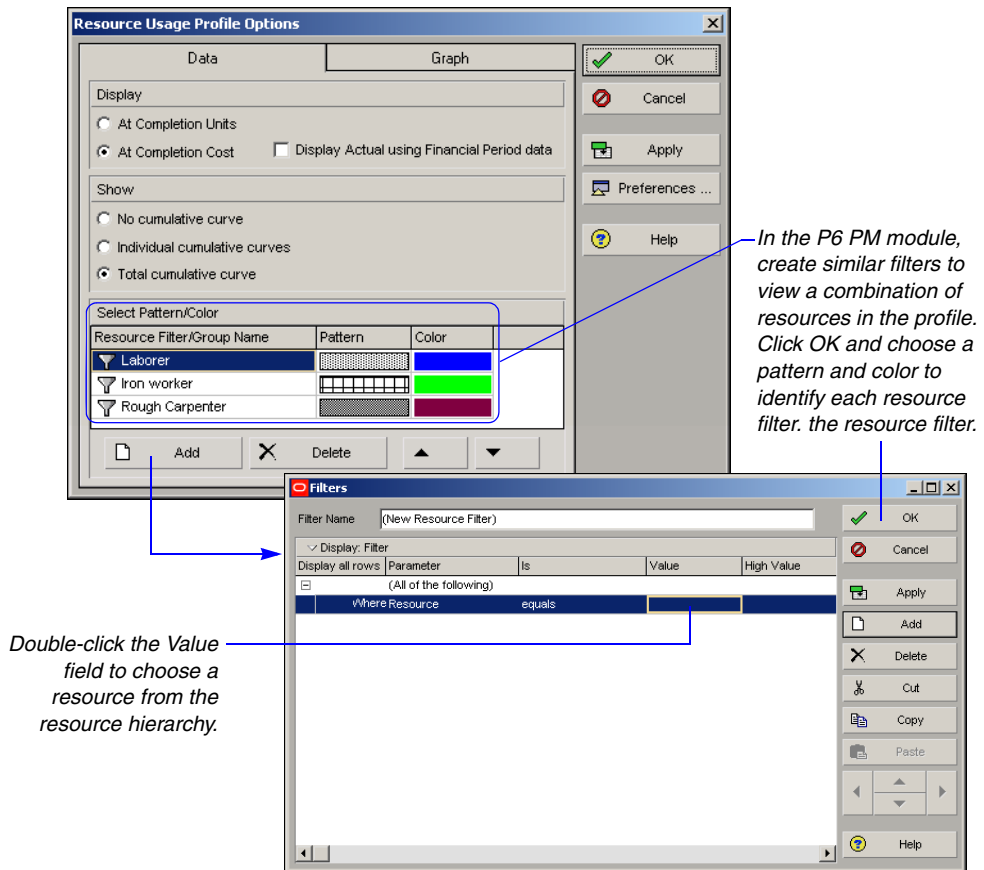 Resource Usage Profile Options
Data
Graph
OK
Cancel
Apply
Preferences ...
Help
Display
At Completion Units
At Completion Cost
Display Actual using Financial Period data
Show
No cumulative curve
Individual cumulative curves
Total cumulative curve
Select Pattern/Color
Resource Filter/Group Name Pattern Color
Laborer
Iron worker
Rough Carpenter
Add
Delete
In the P6 PM module,
create similar filters to
view a combination of
resources in the profile.
Click OK and choose a
pattern and color to
identify each resource
filter. the resource filter.
Filters
Filter Name (New Resource Filter)
Display: Filter
Display all rows Parameter Is Value High Value
(All of the following)
Where Resource equals
OK
Cancel
Apply
Add
Delete
Cut
Copy
Paste
Help
Double-click the Value
field to choose a
resource from the
resource hierarchy.